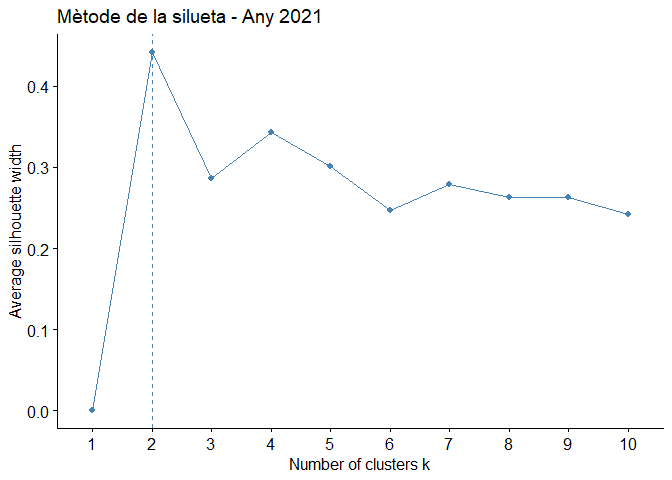 Mètode de la silueta - Any 2021
Average silhouette width
0.4
0.3
0.2
0.1
0.0
1 2 3 4 5 6 7 8 9 10
Number of clusters k